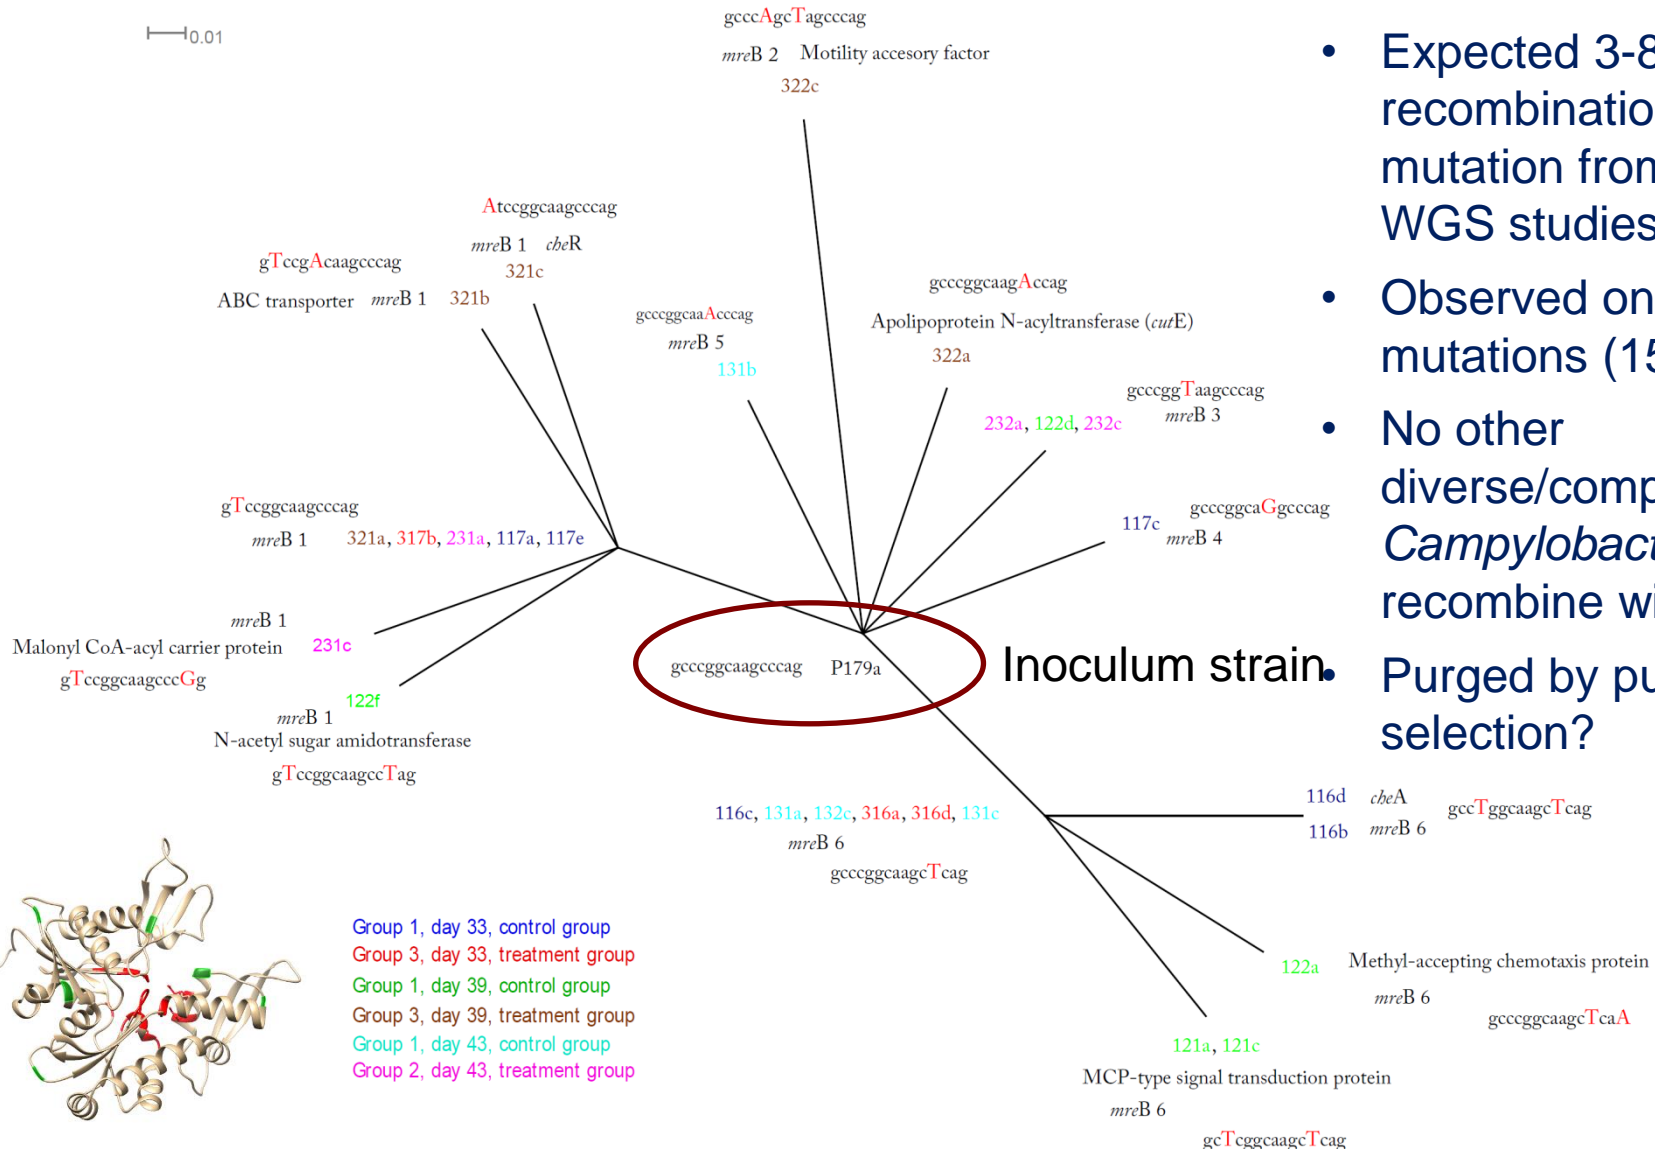 0.01
gcccAgcTagcccag
mreB 2 Motility accesory factor
322c
Atccggcaagcccag
mreB 1 cheR
321c
gTccgAcaagcccag
ABC transporter mreB 1 321b
gcccggcaaAcccag
mreB 5
131b
gcccggcaagAccag
Apolipoprotein N-acyltransferase (cutE)
322a
gcccggTaagcccag
mreB 3
232a, 122d, 232c
gcccggcaGgcccag
117c mreB 4
gTccggcaagcccag
mreB 1 321a, 317b, 231a, 117a, 117e
mreB 1
Malonyl CoA-acyl carrier protein 231c
gTccggcaagcccGg
122f
mreB 1
N-acetyl sugar amidotransferase
gTccggcaagccTag
gcccggcaagcccag P179a
Inoculum strain
116c, 131a, 132c, 316a, 316d, 131c
mreB 6
gcccggcaagcTcag
116d cheA
116b mreB 6
gccTggcaagcTcag
122a Methyl-accepting chemotaxis protein
mreB 6
gcccggcaagcTcaA
121a, 121c
MCP-type signal transduction protein
mreB 6
gcTcggcaagcTcag
Group 1, day 33, control group
Group 3, day 33, treatment group
Group 1, day 39, control group
Group 3, day 39, treatment group
Group 1, day 43, control group
Group 2, day 43, treatment group
• Expected 3-8
recombinatio
mutation from
WGS studies
• Observed on
mutations (15
• No other
diverse/comp
Campylobact
recombine wi
• Purged by pu
selection?